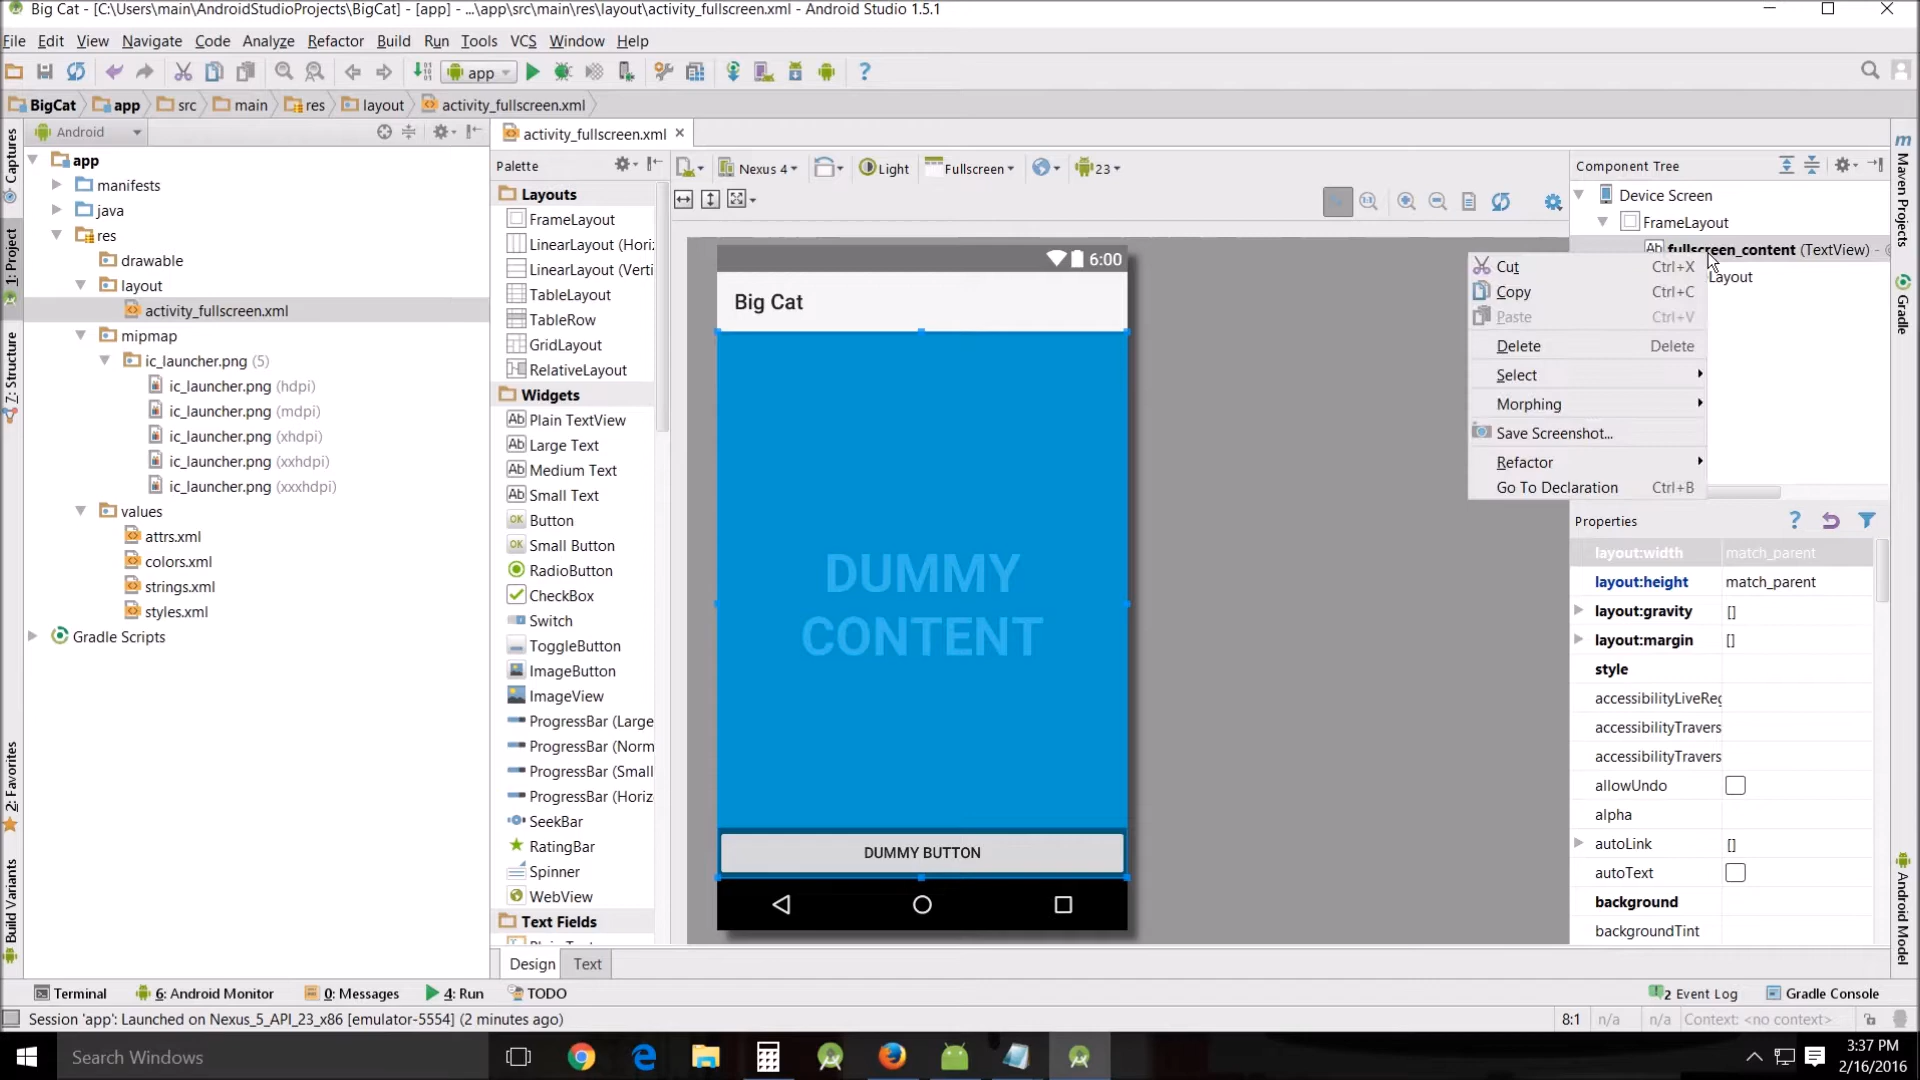 Big Cat - [C:\Users\main\AndroidStudioProjects\BigCat] - [app] - ...\app\src\main\res\layout\activity_fullscreen.xml - Android Studio 1.5.1
File Edit View Navigate Code Analyze Refactor Build Run Tools VCS Window Help
app
BigCat app src main res layout activity_fullscreen.xml
Android
activity_fullscreen.xml
Captures
1: Project
7: Structure
2: Favorites
Build Variants
app
manifests
java
res
drawable
layout
activity_fullscreen.xml
mipmap
ic_launcher.png (5)
ic_launcher.png (hdpi)
ic_launcher.png (mdpi)
ic_launcher.png (xhdpi)
ic_launcher.png (xxhdpi)
ic_launcher.png (xxxhdpi)
values
attrs.xml
colors.xml
strings.xml
styles.xml
Gradle Scripts
Palette
Layouts
FrameLayout
LinearLayout (Hori
LinearLayout (Verti
TableLayout
TableRow
GridLayout
RelativeLayout
Widgets
Plain TextView
Large Text
Medium Text
Small Text
Button
Small Button
RadioButton
CheckBox
Switch
ToggleButton
ImageButton
ImageView
ProgressBar (Large
ProgressBar (Norm
ProgressBar (Small
ProgressBar (Horiz
SeekBar
RatingBar
Spinner
WebView
Text Fields
Nexus 4 Light Fullscreen 23
6:00
Big Cat
DUMMY
CONTENT
DUMMY BUTTON
Component Tree
Device Screen
FrameLayout
fullscreen_content (TextView) -
Layout
Cut Ctrl+X
Copy Ctrl+C
Paste Ctrl+V
Delete Delete
Select
Morphing
Save Screenshot...
Refactor
Go To Declaration Ctrl+B
Properties
layout:width match_parent
layout:height match_parent
layout:gravity []
layout:margin []
style
accessibilityLiveReg
accessibilityTravers
accessibilityTravers
allowUndo
alpha
autoLink []
autoText
background
backgroundTint
Maven Projects
Gradle
Android Model
Design Text
Terminal 6: Android Monitor 0: Messages 4: Run TODO
2 Event Log Gradle Console
Session 'app': Launched on Nexus_5_API_23_x86 [emulator-5554] (2 minutes ago)
8:1 n/a n/a Context: <no context>
Search Windows
3:37 PM
2/16/2016